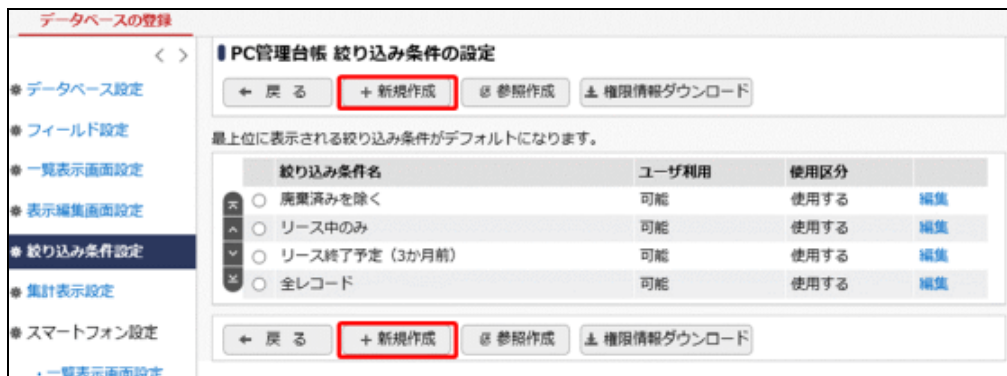 データベースの登録
< >
データベース設定
フィールド設定
一覧表示画面設定
表示編集画面設定
絞り込み条件設定
集計表示設定
スマートフォン設定
・一覧表示画面設定
PC管理台帳 絞り込み条件の設定
戻 る + 新規作成 参照作成 権限情報ダウンロード
最上位に表示される絞り込み条件がデフォルトになります。
絞り込み条件名 ユーザ利用 使用区分
廃棄済みを除く 可能 使用する 編集
リース中のみ 可能 使用する 編集
リース終了予定（3か月前） 可能 使用する 編集
全レコード 可能 使用する 編集
戻 る + 新規作成 参照作成 権限情報ダウンロード